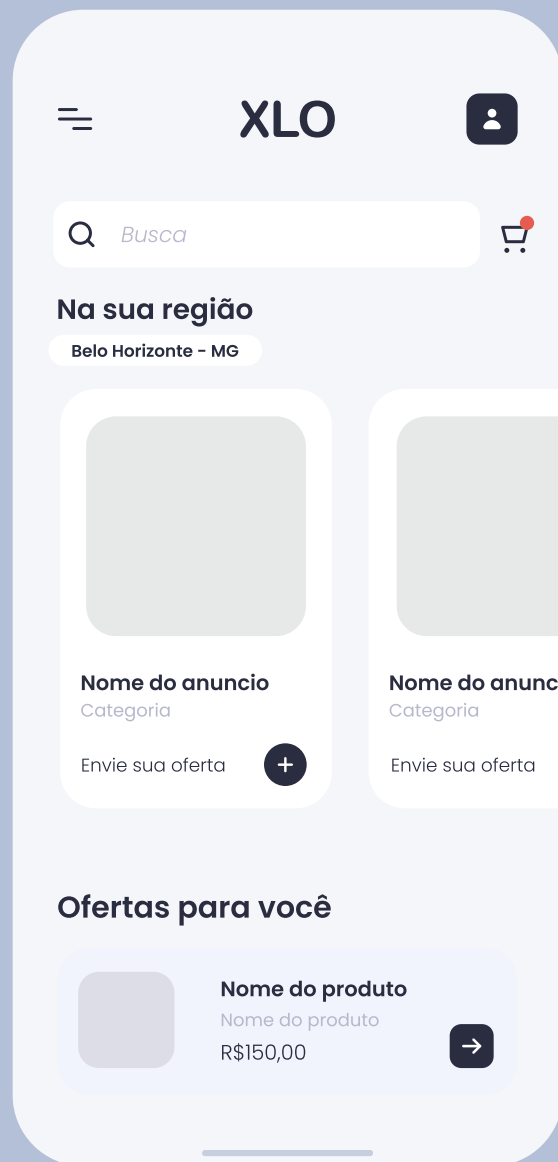 XLO
Busca
Na sua região
Belo Horizonte - MG
Nome do anuncio
Categoria
Envie sua oferta
Nome do anunc
Categoria
Envie sua oferta
Ofertas para você
Nome do produto
Nome do produto
R$150,00